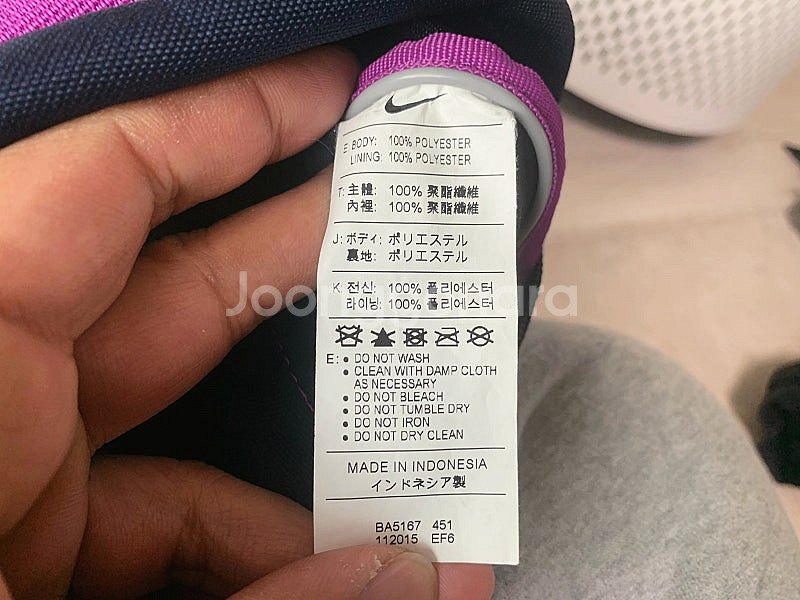 E: BODY: 100% POLYESTER
LINING: 100% POLYESTER
T: 主體: 100% 聚酯纖維
內裡: 100% 聚酯纖維
J: ボディ: ポリエステル
裏地: ポリエステル
K: 전신: 100% 폴리에스터
라이닝: 100% 폴리에스터
E: • DO NOT WASH
• CLEAN WITH DAMP CLOTH
AS NECESSARY
• DO NOT BLEACH
• DO NOT TUMBLE DRY
• DO NOT IRON
• DO NOT DRY CLEAN
MADE IN INDONESIA
インドネシア製
BA5167 451
112015 EF6